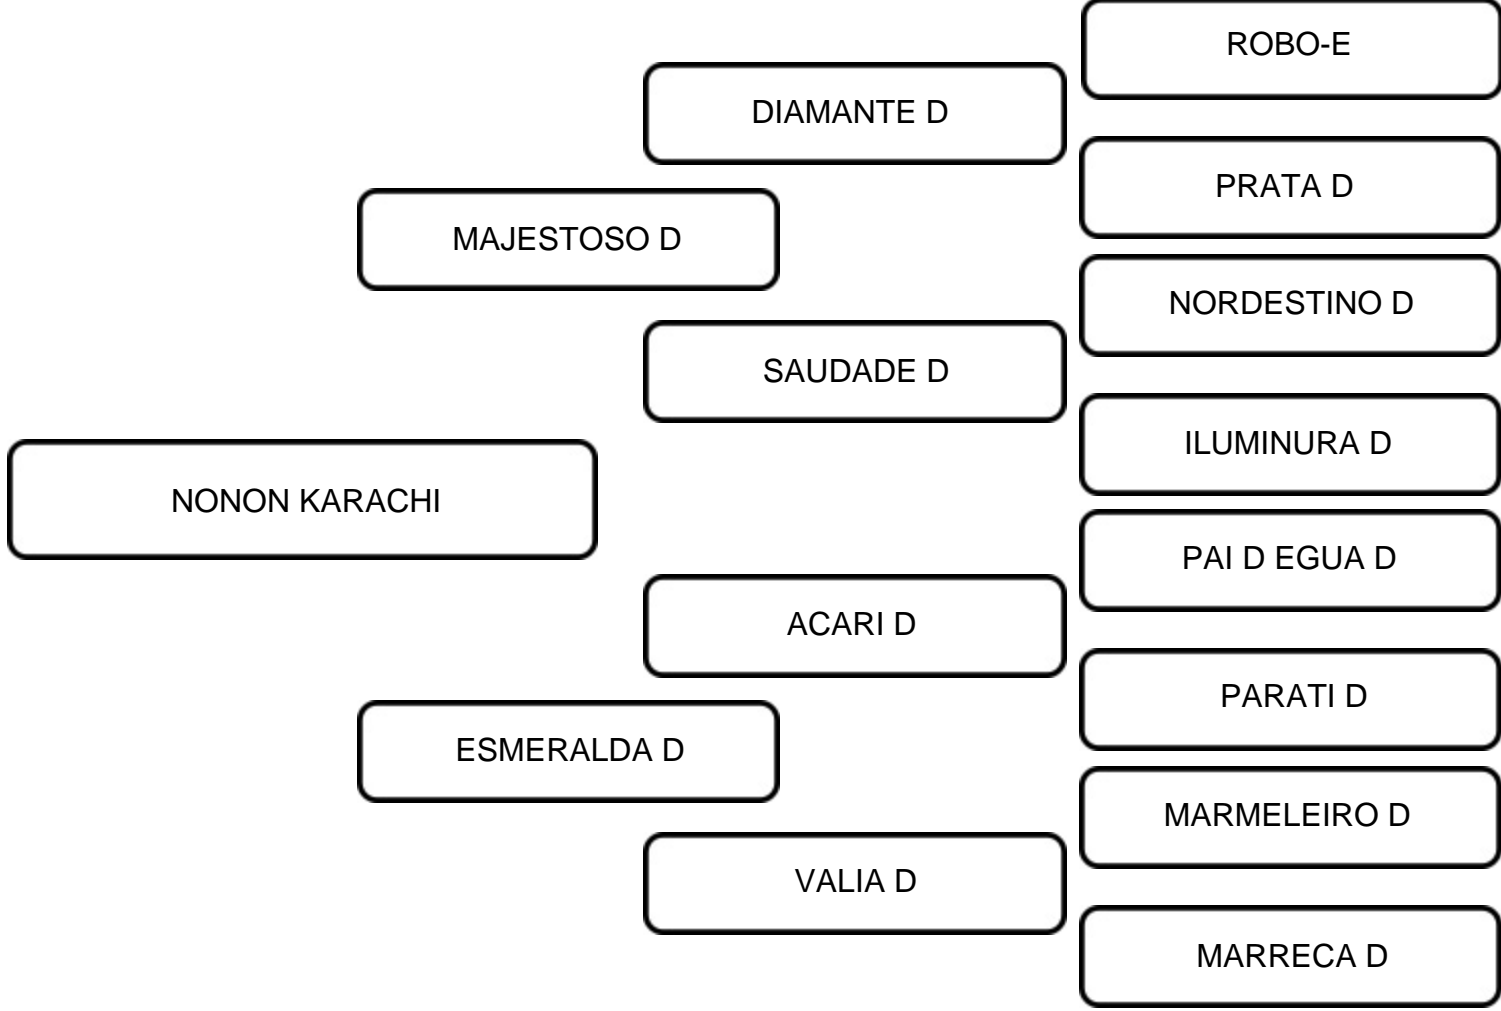 ROBO-E
DIAMANTE D
PRATA D
MAJESTOSO D
NORDESTINO D
SAUDADE D
ILUMINURA D
NONON KARACHI
PAI D EGUA D
ACARI D
PARATI D
ESMERALDA D
MARMELEIRO D
VALIA D
MARRECA D